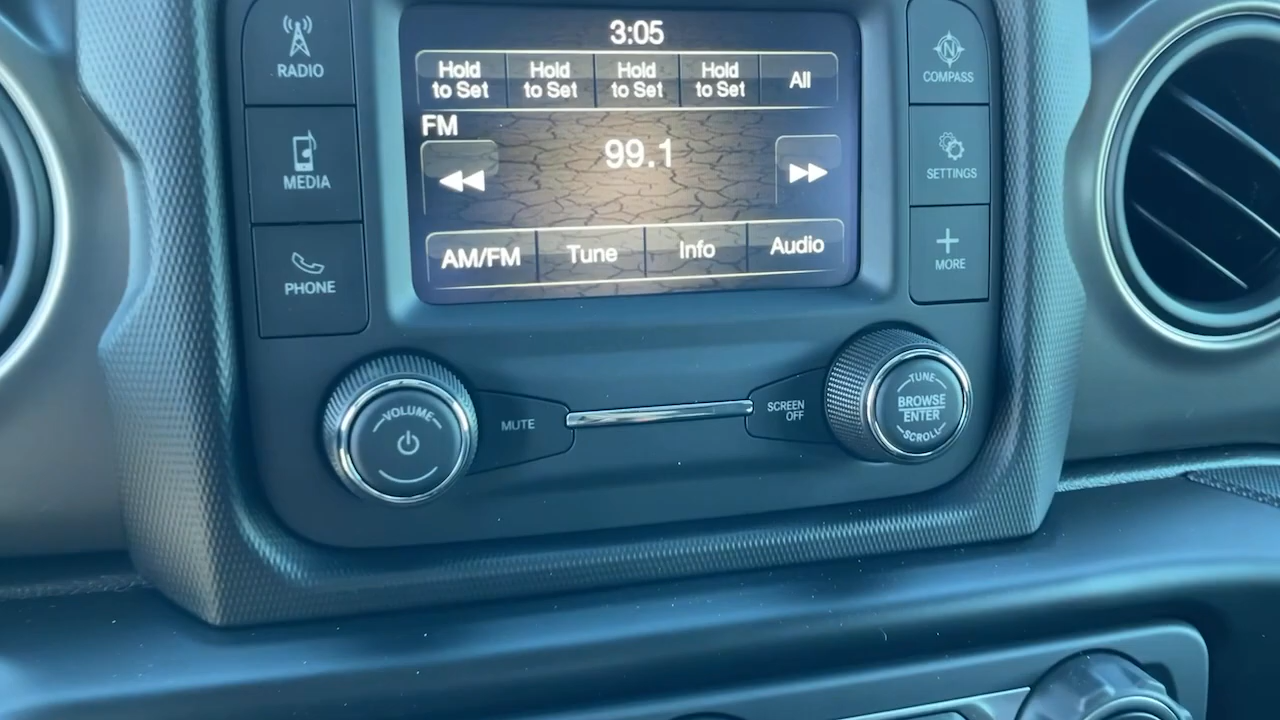 RADIO
MEDIA
PHONE
3:05
Hold
to Set
Hold
to Set
Hold
to Set
Hold
to Set
All
FM
99.1
AM/FM
Tune
Info
Audio
N
COMPASS
SETTINGS
MORE
VOLUME
MUTE
SCREEN
OFF
TUNE
BROWSE
ENTER
SCROLL